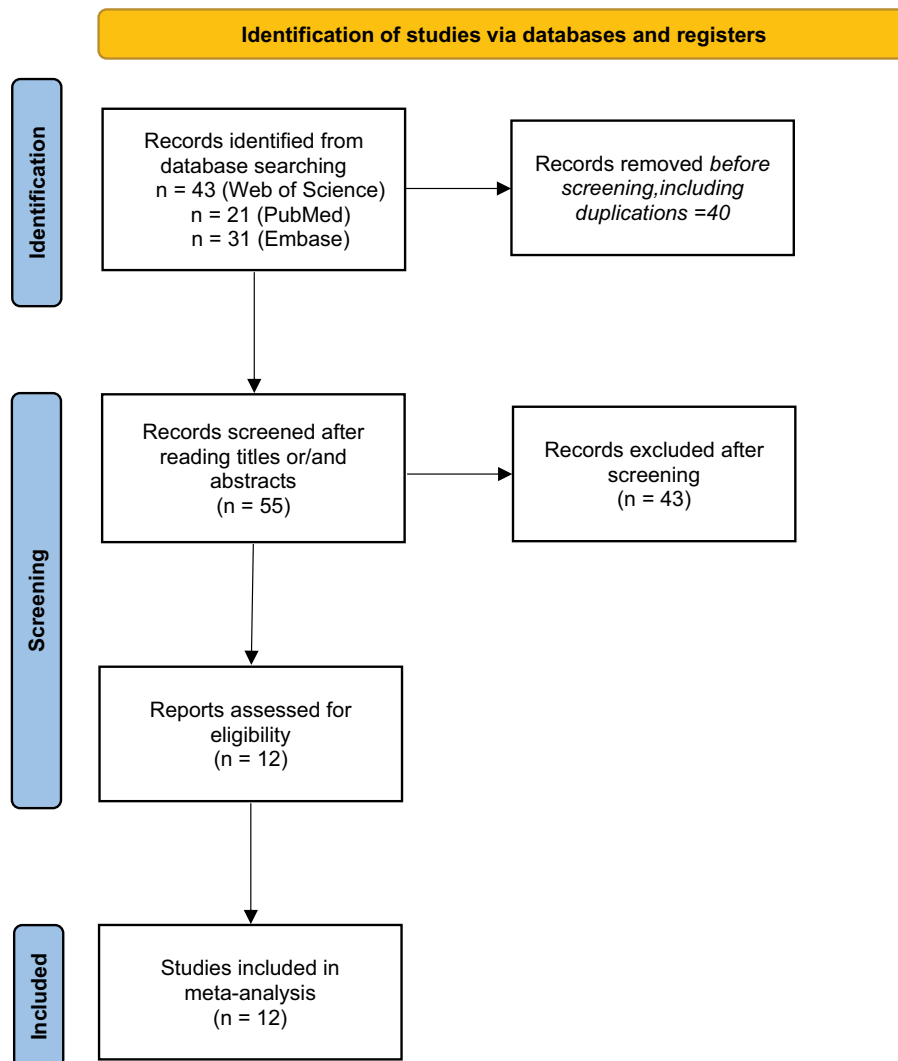 Identification of studies via databases and registers
Identification
Records identified from
database searching
n = 43 (Web of Science)
n = 21 (PubMed)
n = 31 (Embase)
Records removed before
screening,including
duplications =40
Screening
Records screened after
reading titles or/and
abstracts
(n = 55)
Records excluded after
screening
(n = 43)
Reports assessed for
eligibility
(n = 12)
Included
Studies included in
meta-analysis
(n = 12)